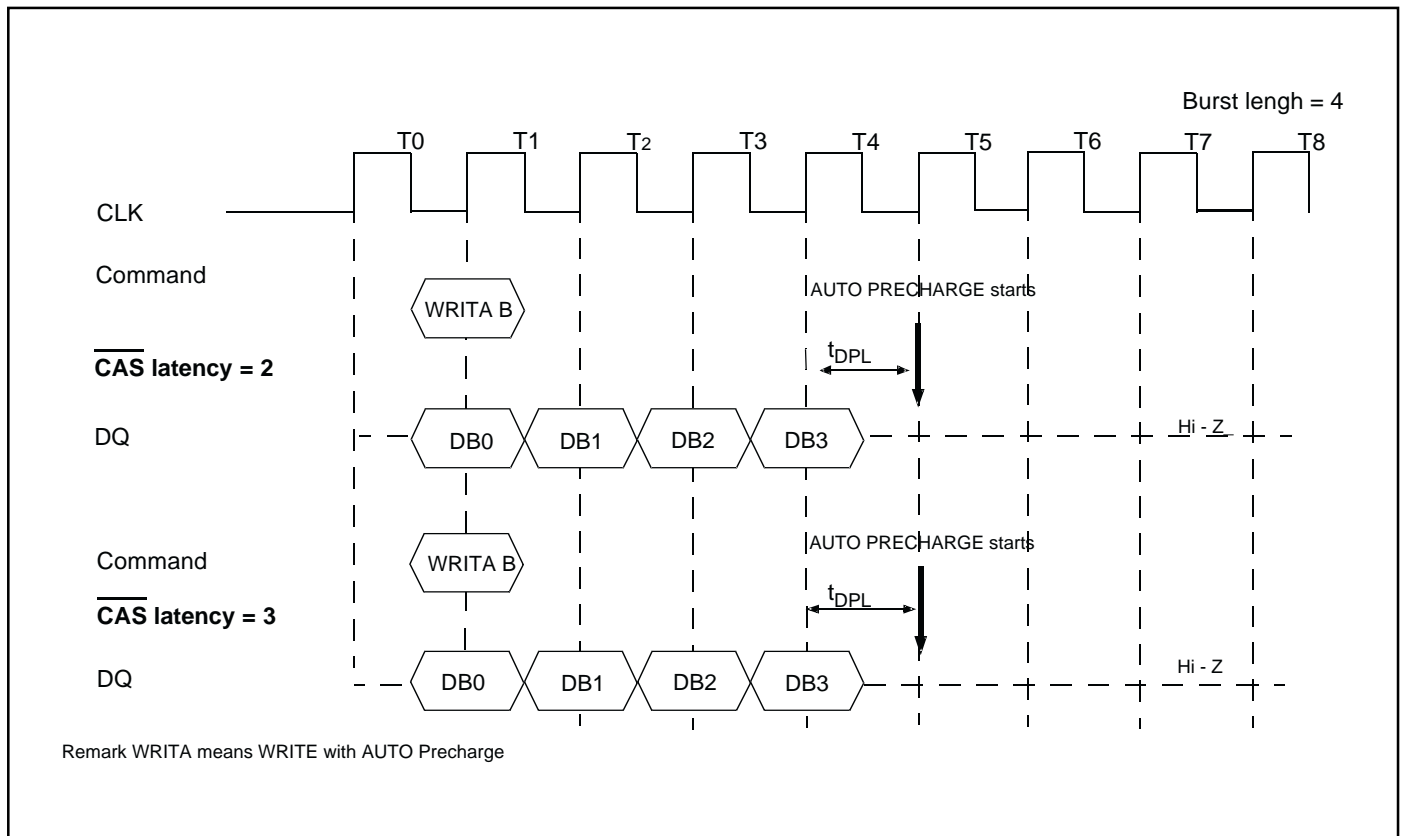 Burst lengh = 4
T0 T1 T2 T3 T4 T5 T6 T7 T8
CLK
Command
WRITA B
AUTO PRECHARGE starts
CAS latency = 2
tDPL
DQ
DB0 DB1 DB2 DB3
Hi - Z
Command
WRITA B
AUTO PRECHARGE starts
CAS latency = 3
tDPL
DQ
DB0 DB1 DB2 DB3
Hi - Z
Remark WRITA means WRITE with AUTO Precharge